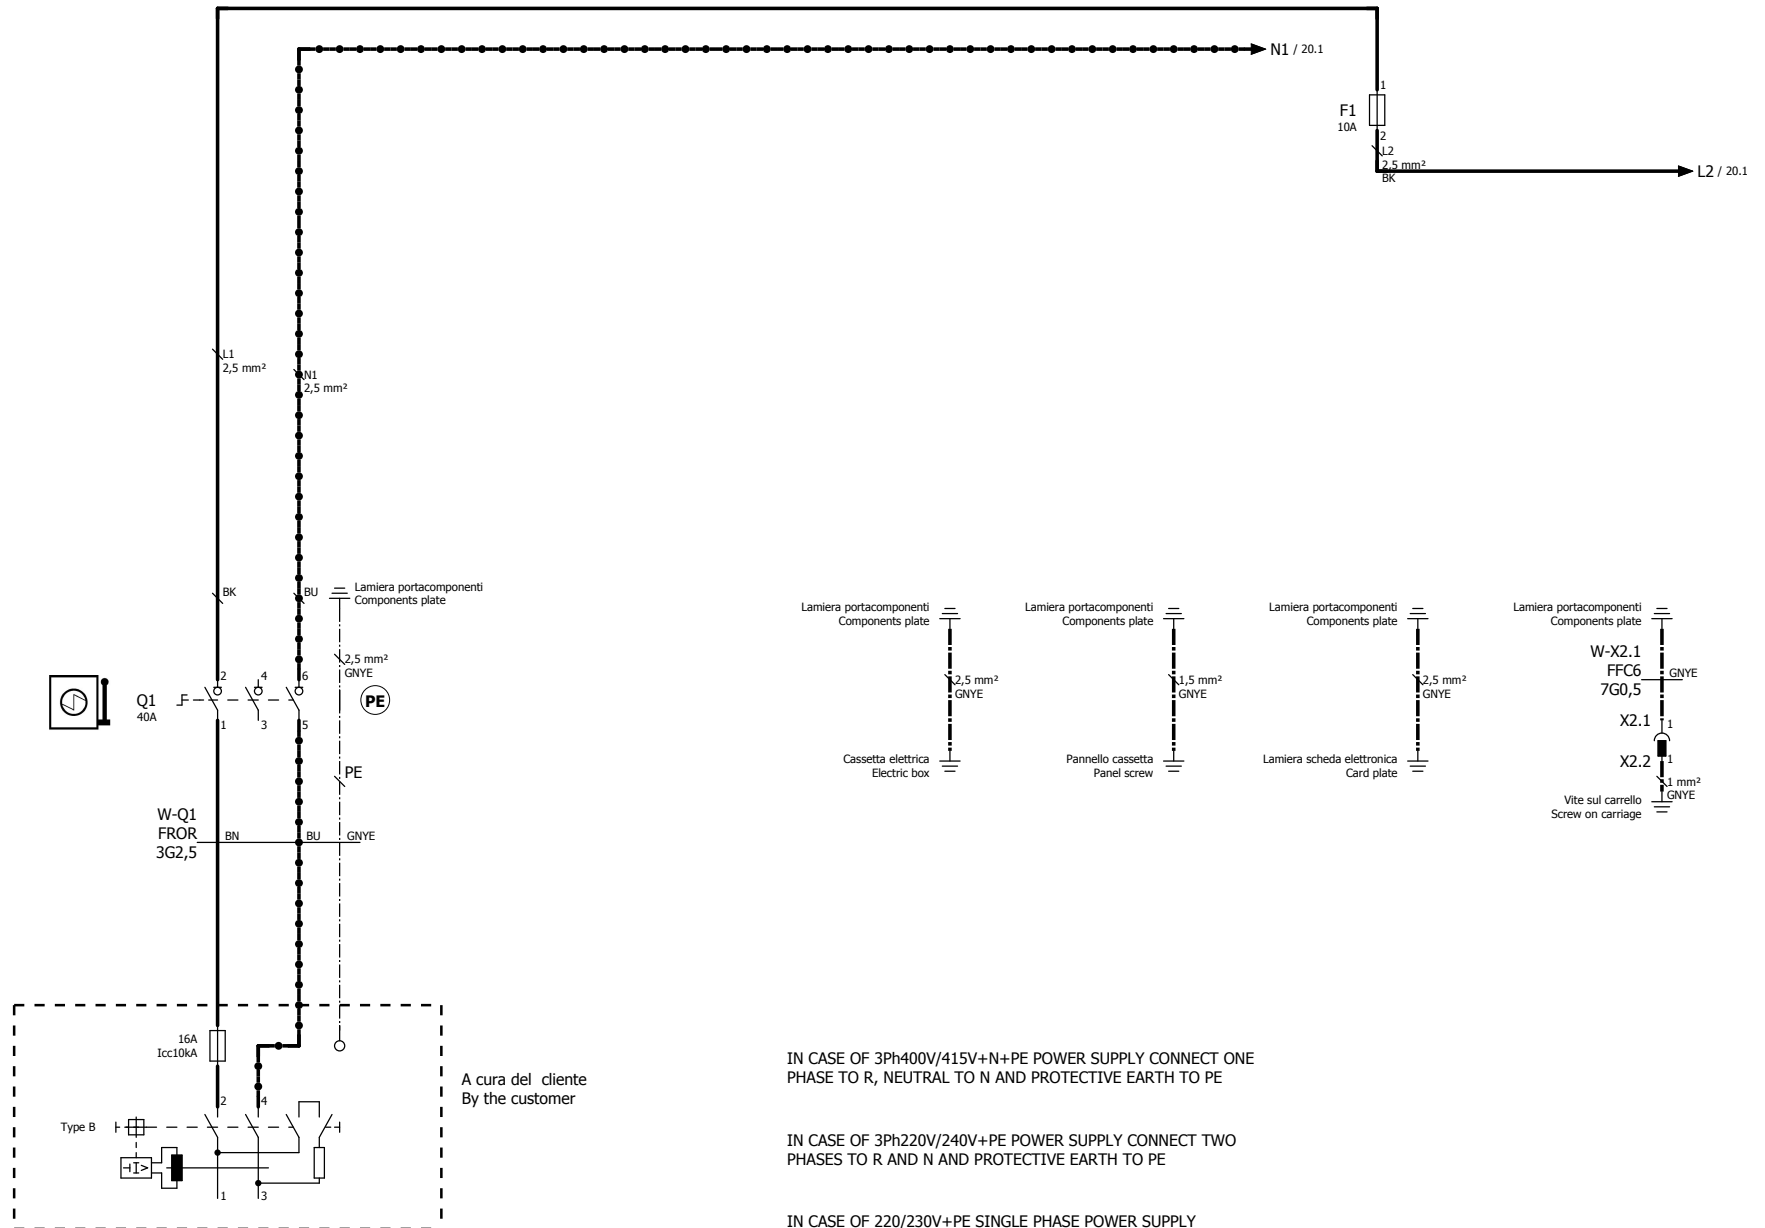 N1 / 20.1
1
F1
10A
2
L2
2,5 mm²
BK
L2 / 20.1
L1
2,5 mm²
N1
2,5 mm²
BK
BU
Lamiera portacomponenti
Components plate
2,5 mm²
GNYE
2
4
6
Q1
40A
PE
1
3
5
PE
W-Q1
FROR
3G2,5
BN
BU
GNYE
Lamiera portacomponenti
Components plate
2,5 mm²
GNYE
Cassetta elettrica
Electric box
Lamiera portacomponenti
Components plate
1,5 mm²
GNYE
Pannello cassetta
Panel screw
Lamiera portacomponenti
Components plate
2,5 mm²
GNYE
Lamiera scheda elettronica
Card plate
Lamiera portacomponenti
Components plate
W-X2.1
FFC6
7G0,5
GNYE
X2.1
1
X2.2
1
1 mm²
GNYE
Vite sul carrello
Screw on carriage
16A
Icc10kA
2
4
Type B
I>
1
3
A cura del cliente
By the customer
IN CASE OF 3Ph400V/415V+N+PE POWER SUPPLY CONNECT ONE
PHASE TO R, NEUTRAL TO N AND PROTECTIVE EARTH TO PE
IN CASE OF 3Ph220V/240V+PE POWER SUPPLY CONNECT TWO
PHASES TO R AND N AND PROTECTIVE EARTH TO PE
IN CASE OF 220/230V+PE SINGLE PHASE POWER SUPPLY